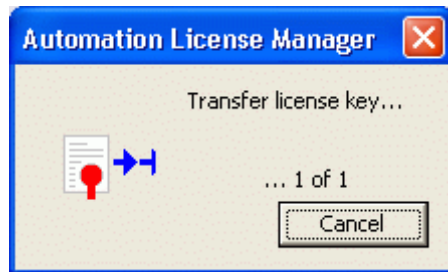 Automation License Manager
Transfer license key...
... 1 of 1
Cancel